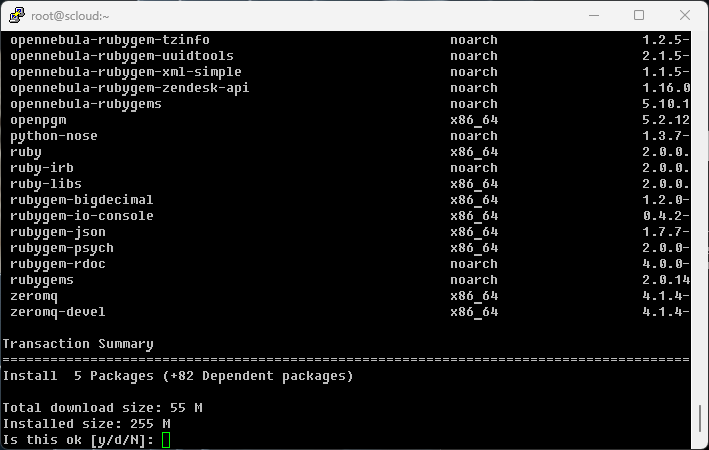 root@scloud:~
opennebula-rubygem-tzinfo noarch 1.2.5-
opennebula-rubygem-uuidtools noarch 2.1.5-
opennebula-rubygem-xml-simple noarch 1.1.5-
opennebula-rubygem-zendesk-api noarch 1.16.0
opennebula-rubygems noarch 5.10.1
openpgm x86_64 5.2.12
python-nose noarch 1.3.7-
ruby x86_64 2.0.0.
ruby-irb noarch 2.0.0.
ruby-libs x86_64 2.0.0.
rubygem-bigdecimal x86_64 1.2.0-
rubygem-io-console x86_64 0.4.2-
rubygem-json x86_64 1.7.7-
rubygem-psych x86_64 2.0.0-
rubygem-rdoc noarch 4.0.0-
rubygems noarch 2.0.14
zeromq x86_64 4.1.4-
zeromq-devel x86_64 4.1.4-
Transaction Summary
================================================================================
Install 5 Packages (+82 Dependent packages)
Total download size: 55 M
Installed size: 255 M
Is this ok [y/d/N]: